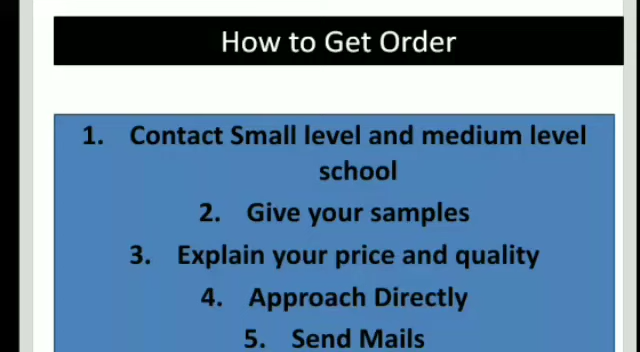 How to Get Order
1. Contact Small level and medium level
school
2. Give your samples
3. Explain your price and quality
4. Approach Directly
5. Send Mails